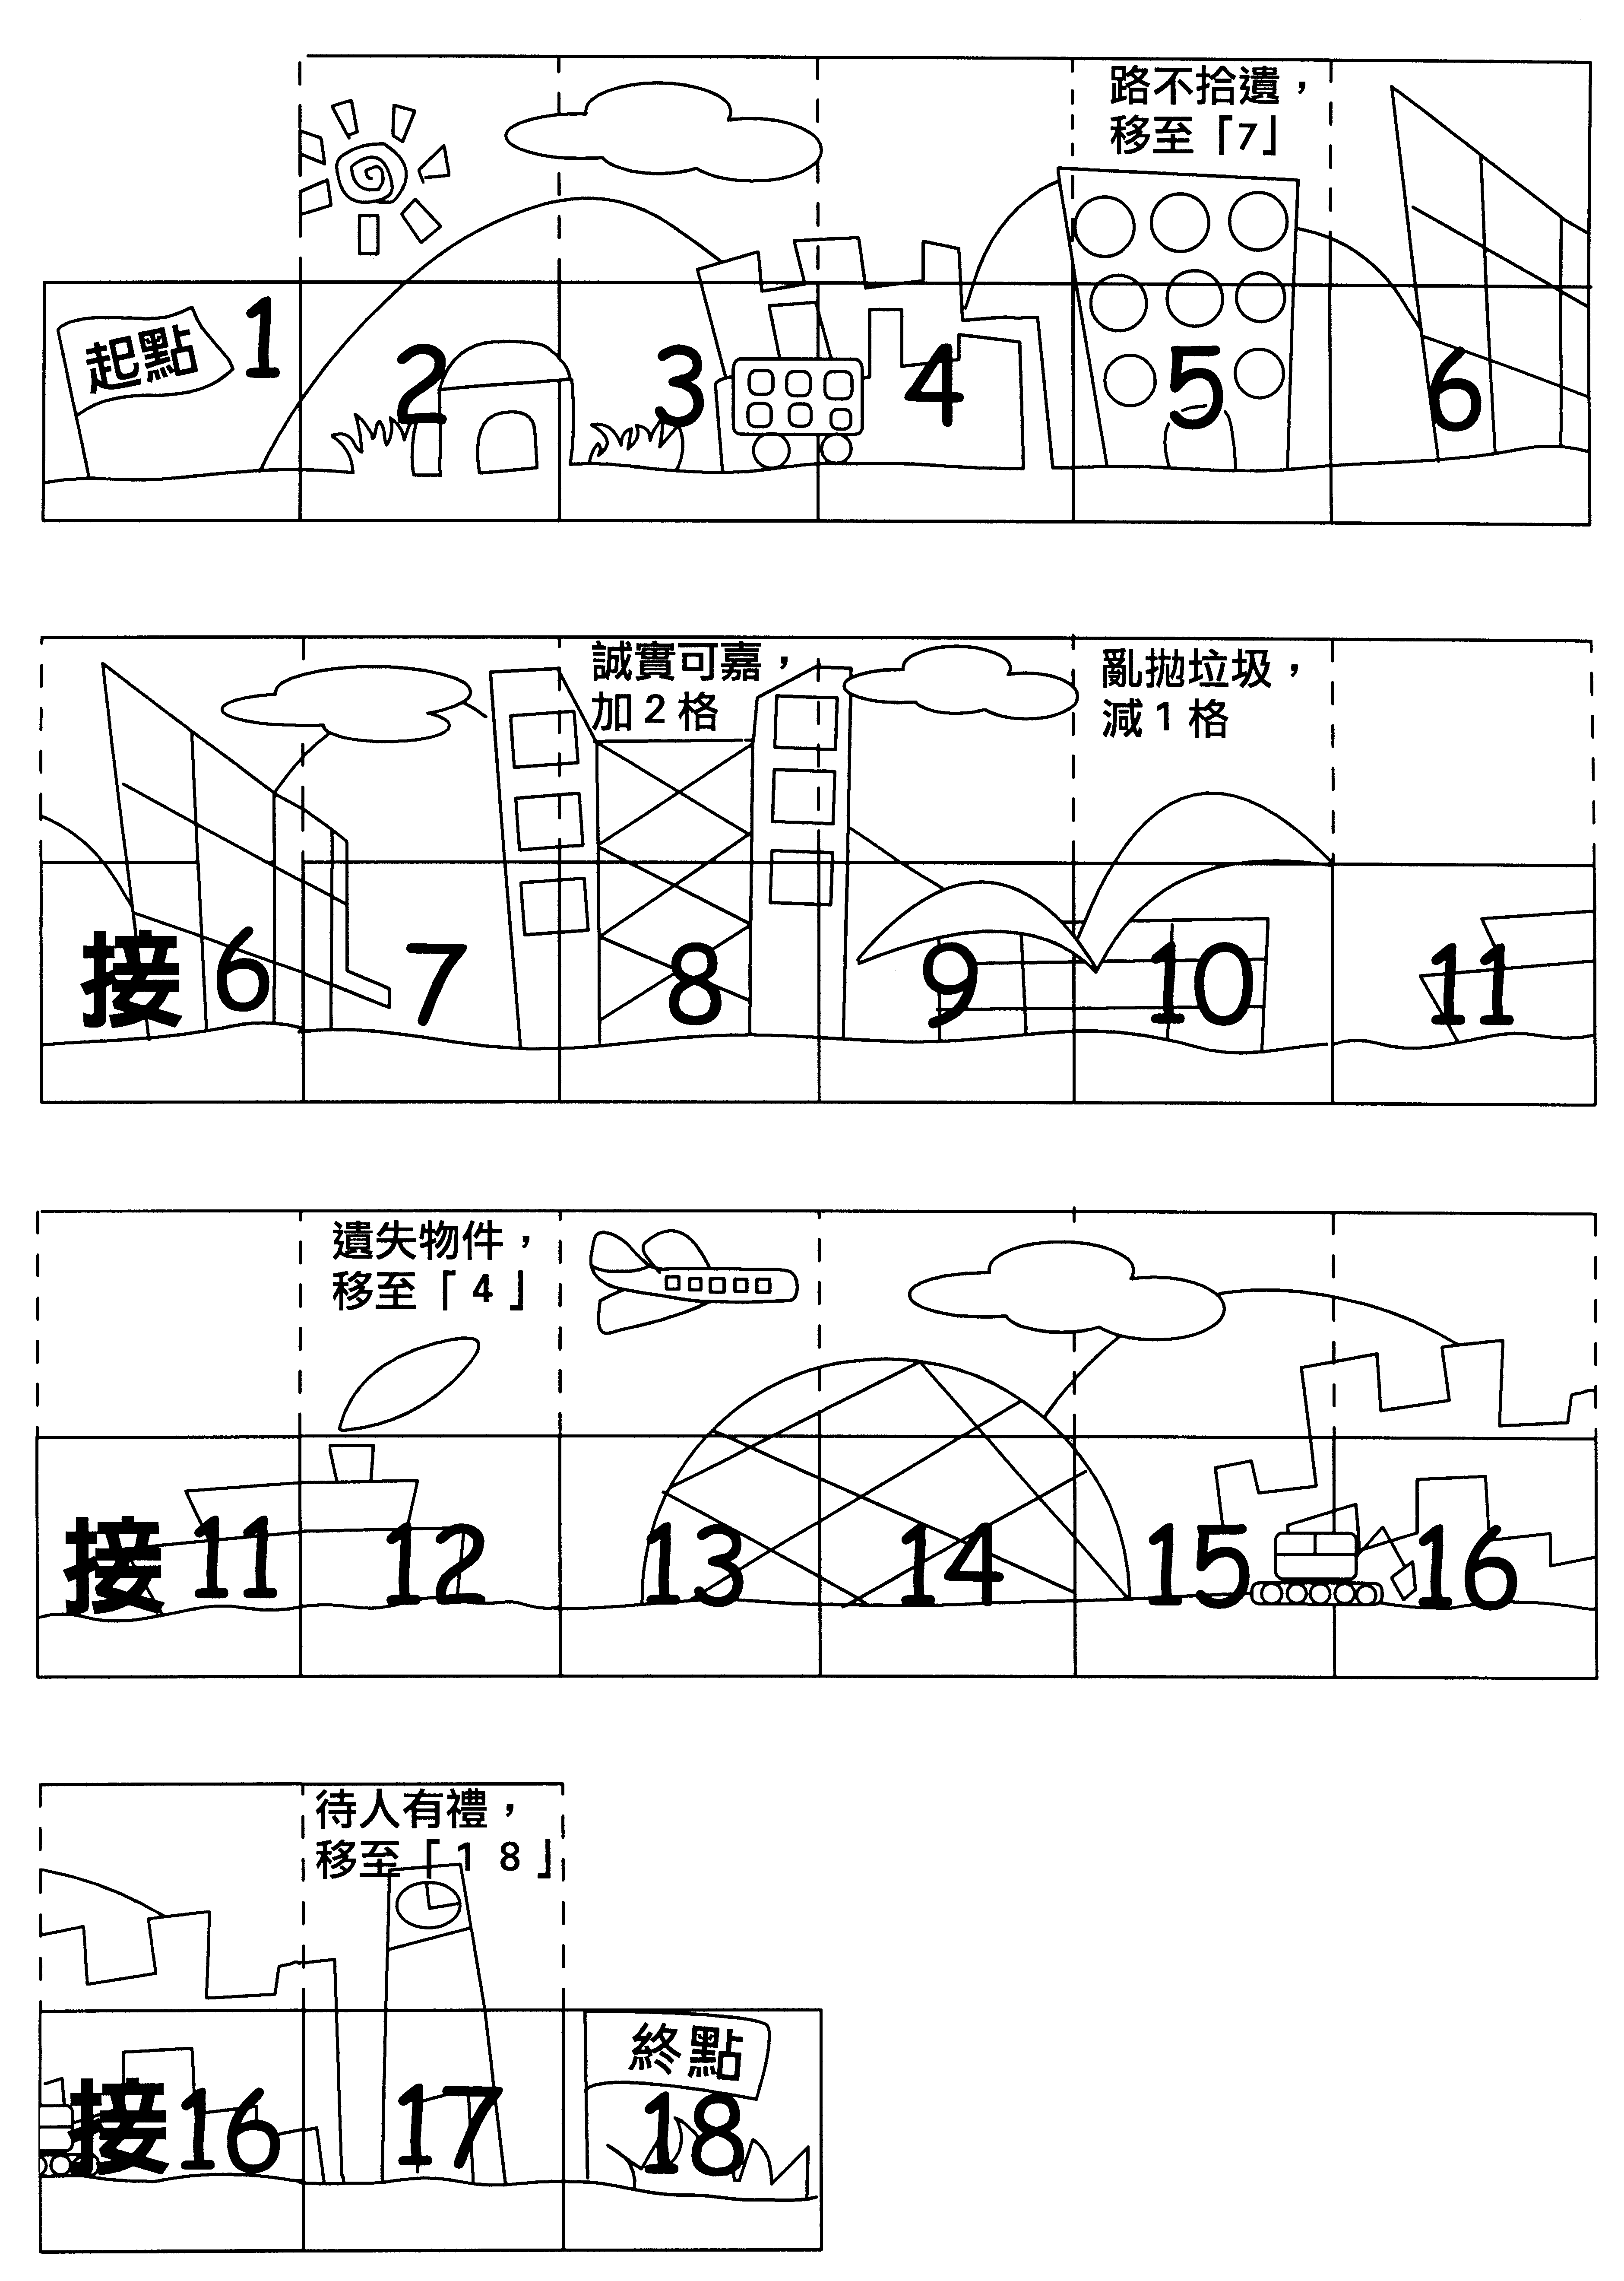 路不拾遺，
移至「7」
起點 1
2
3
4
5
6
誠實可嘉，
加2格
亂拋垃圾，
減1格
接6
7
8
9
10
11
遺失物件，
移至「4」
接11
12
13
14
15
16
待人有禮，
移至「18」
接16
17
終點
18